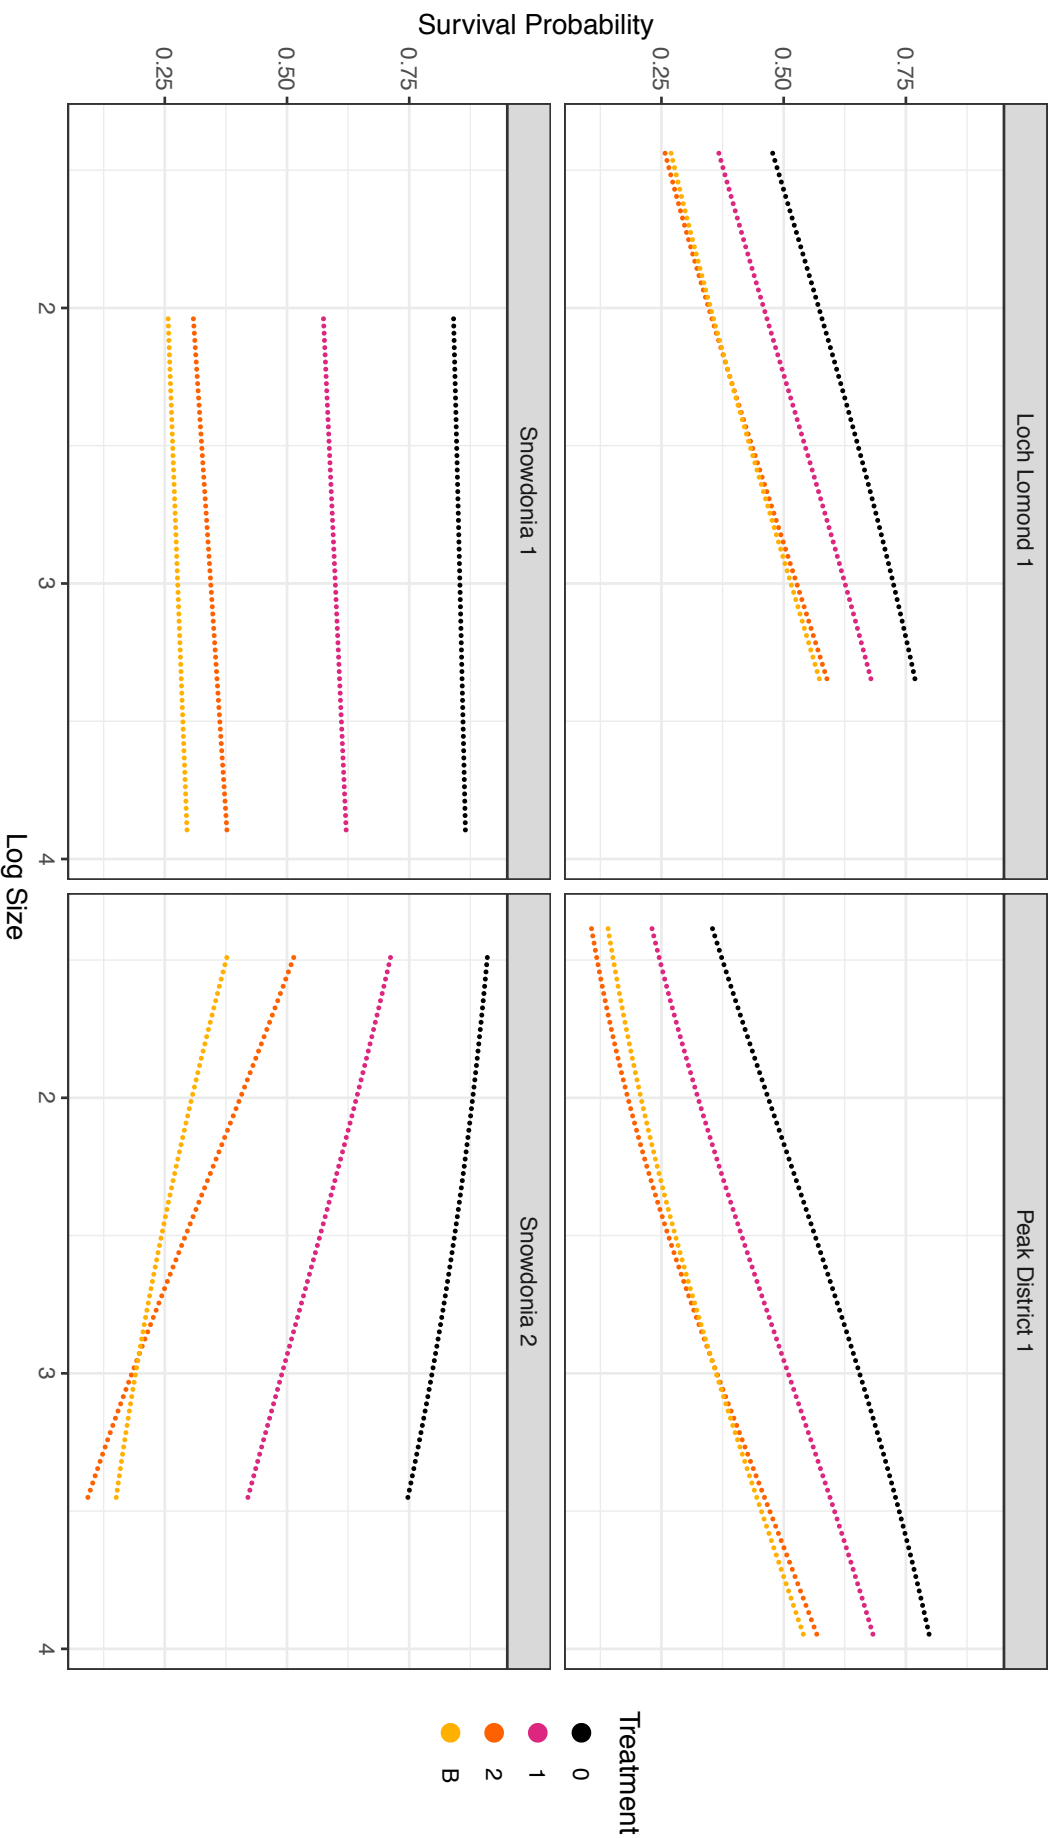 Loch Lomond 1
Peak District 1
Snowdonia 1
Snowdonia 2
Survival Probability
0.75
0.50
0.25
0.75
0.50
0.25
2
3
4
2
3
4
Log Size
Treatment
0
1
2
B